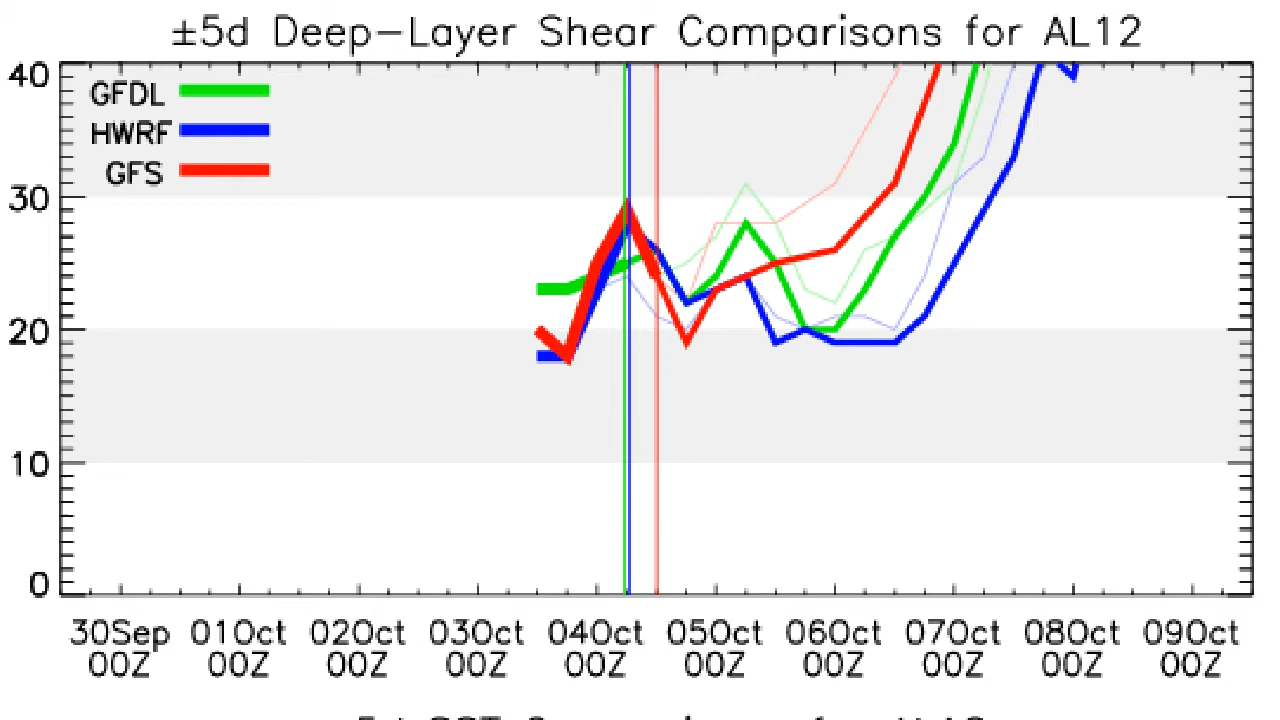 ±5d Deep-Layer Shear Comparisons for AL12
40
GFDL
HWRF
GFS
30
20
10
0
30Sep 01Oct 02Oct 03Oct 04Oct 05Oct 06Oct 07Oct 08Oct 09Oct
00Z 00Z 00Z 00Z 00Z 00Z 00Z 00Z 00Z 00Z